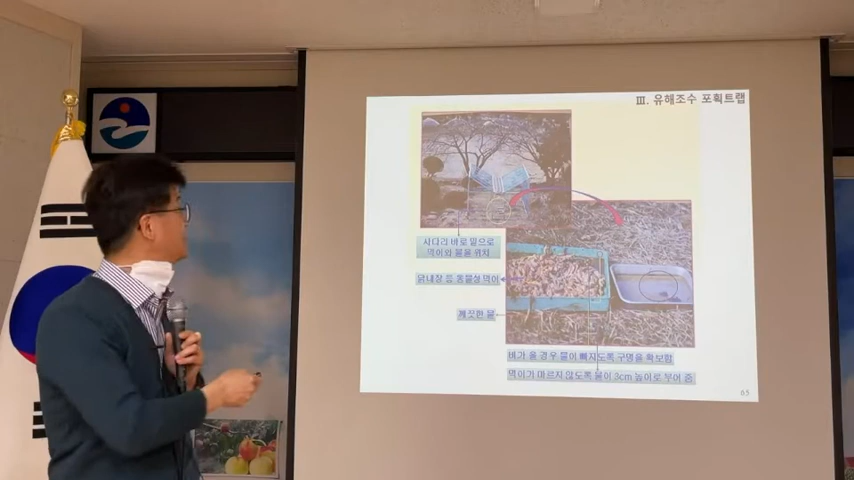 Ⅲ. 유해조수 포획트랩
사다리 바로 밑으로
먹이와 물을 위치
닭내장 등 동물성 먹이
깨끗한 물
비가 올 경우 물이 빠지도록 구멍을 확보함
먹이가 마르지 않도록 물이 3cm 높이로 부어 줌
65